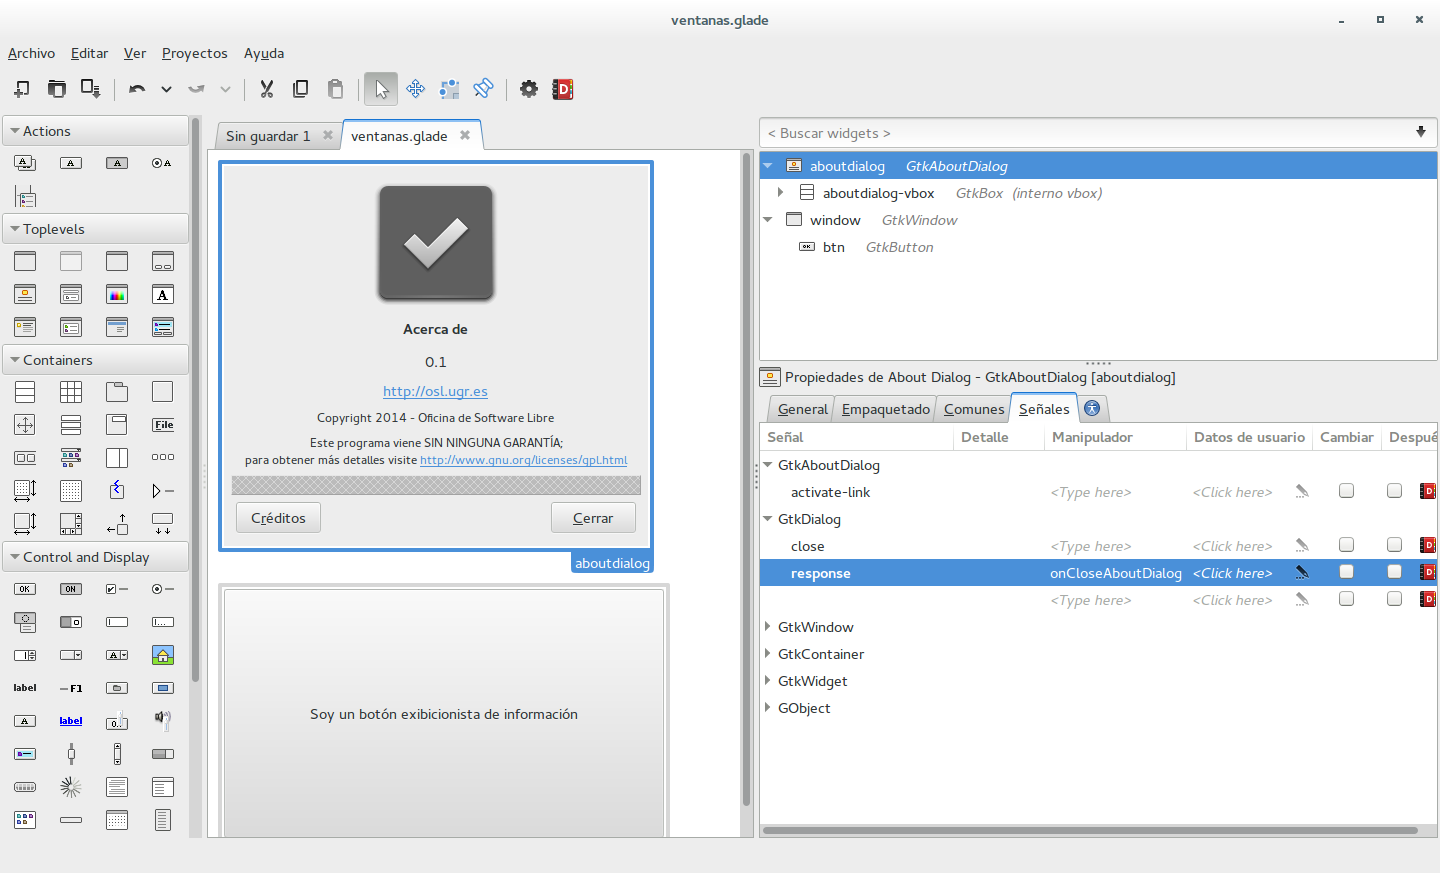 ventanas.glade
Archivo Editar Ver Proyectos Ayuda
Actions
Toplevels
Containers
File
Control and Display
OK
ON
label
F1
label
Sin guardar 1
ventanas.glade
Acerca de
0.1
http://osl.ugr.es
Copyright 2014 - Oficina de Software Libre
Este programa viene SIN NINGUNA GARANTÍA;
para obtener más detalles visite http://www.gnu.org/licenses/gpl.html
Créditos
Cerrar
aboutdialog
Soy un botón exibicionista de información
< Buscar widgets >
aboutdialog GtkAboutDialog
aboutdialog-vbox GtkBox (interno vbox)
window GtkWindow
btn GtkButton
Propiedades de About Dialog - GtkAboutDialog [aboutdialog]
General Empaquetado Comunes Señales
Señal Detalle Manipulador Datos de usuario Cambiar Despué
GtkAboutDialog
activate-link <Type here> <Click here>
GtkDialog
close <Type here> <Click here>
response onCloseAboutDialog <Click here>
<Type here> <Click here>
GtkWindow
GtkContainer
GtkWidget
GObject